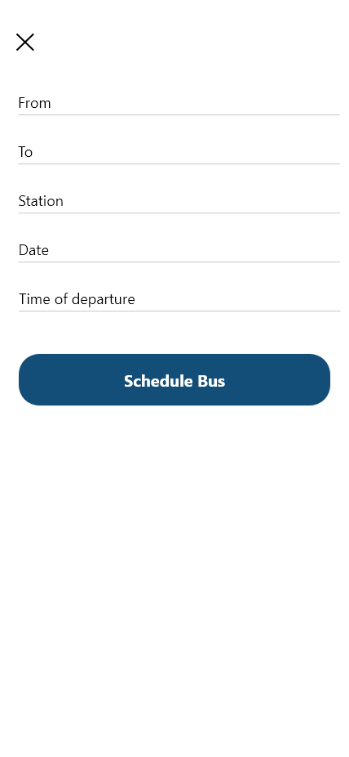 From
To
Station
Date
Time of departure
Schedule Bus